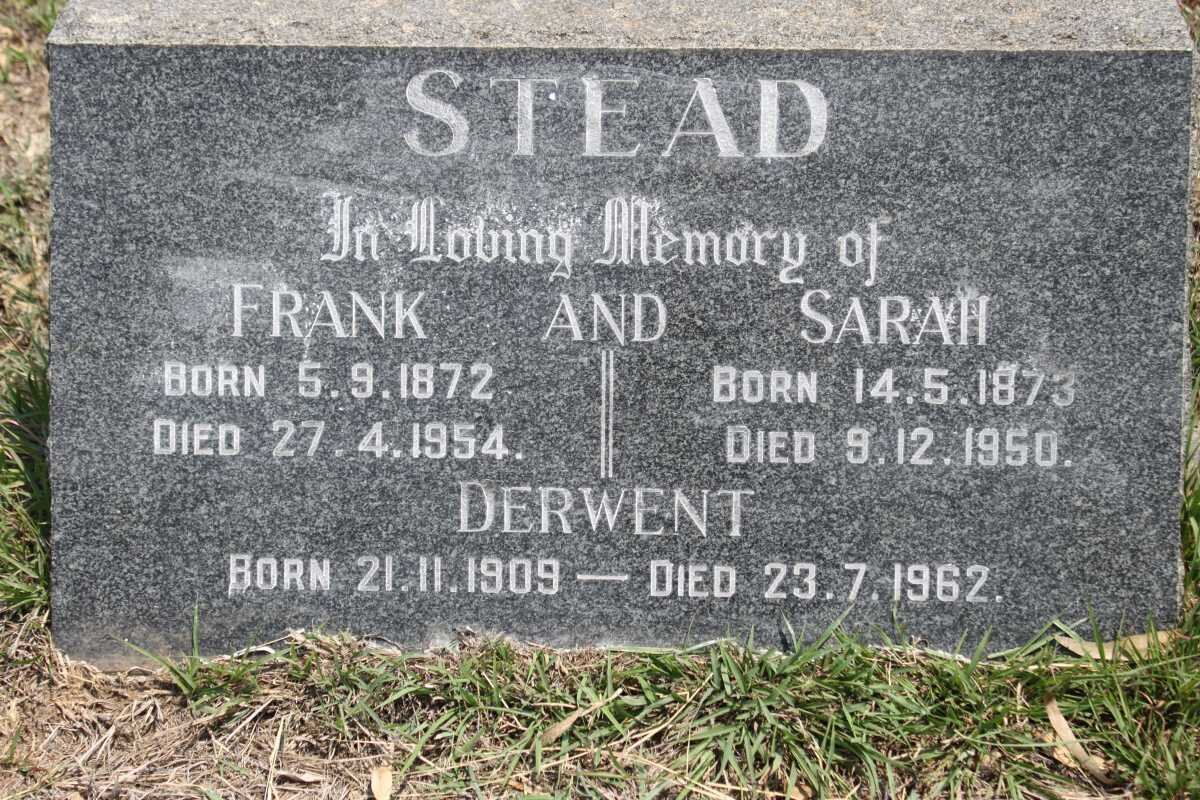 STEAD
In Loving Memory of
FRANK AND SARAH
BORN 5.9.1872 BORN 14.5.1873
DIED 27.4.1954. DIED 9.12.1950.
DERWENT
BORN 21.11.1909 — DIED 23.7.1962.